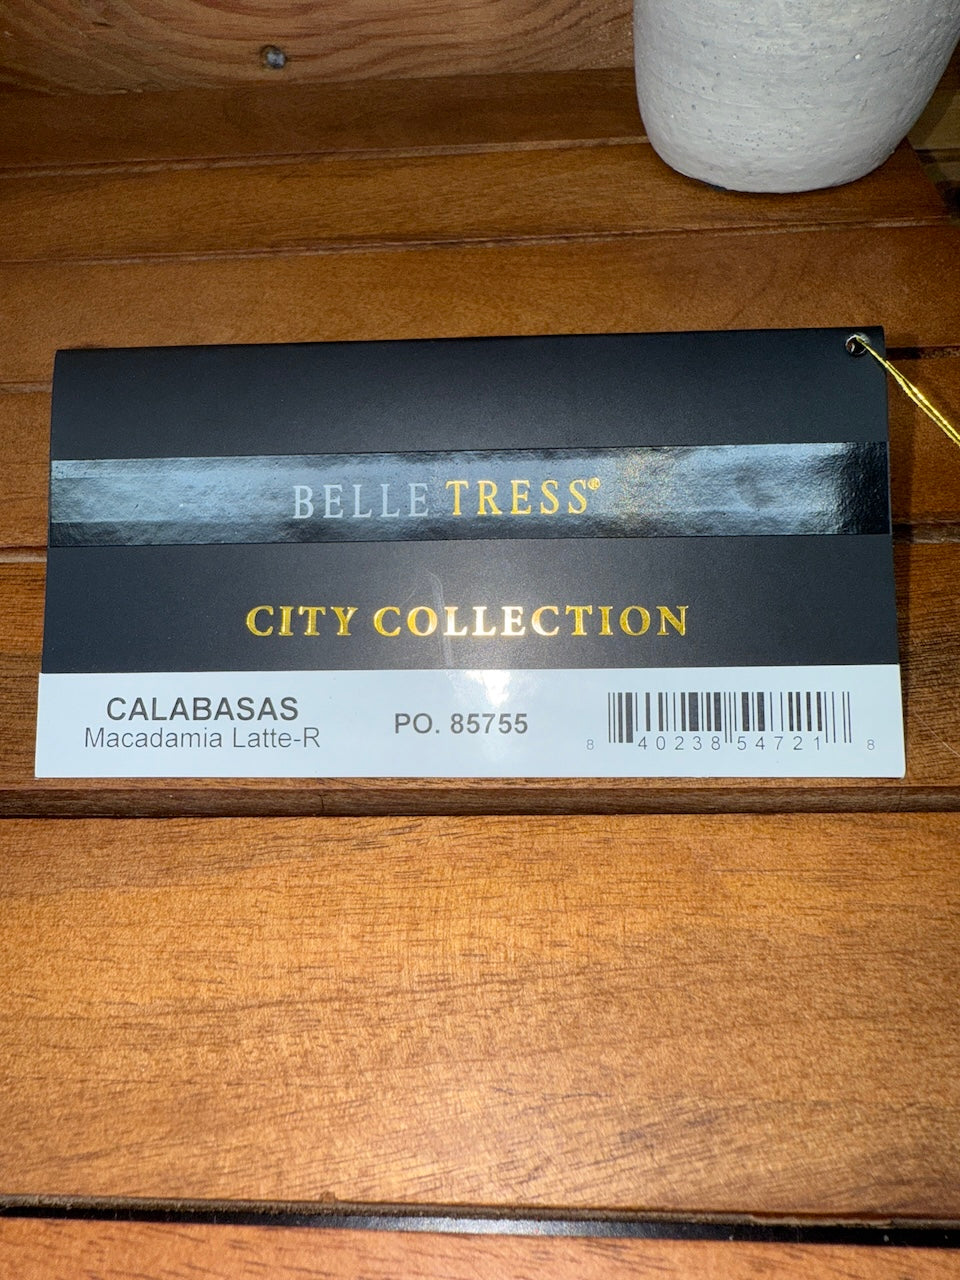 BELLE TRESS®
CITY COLLECTION
CALABASAS
Macadamia Latte-R
PO. 85755
8 40238 54721 8